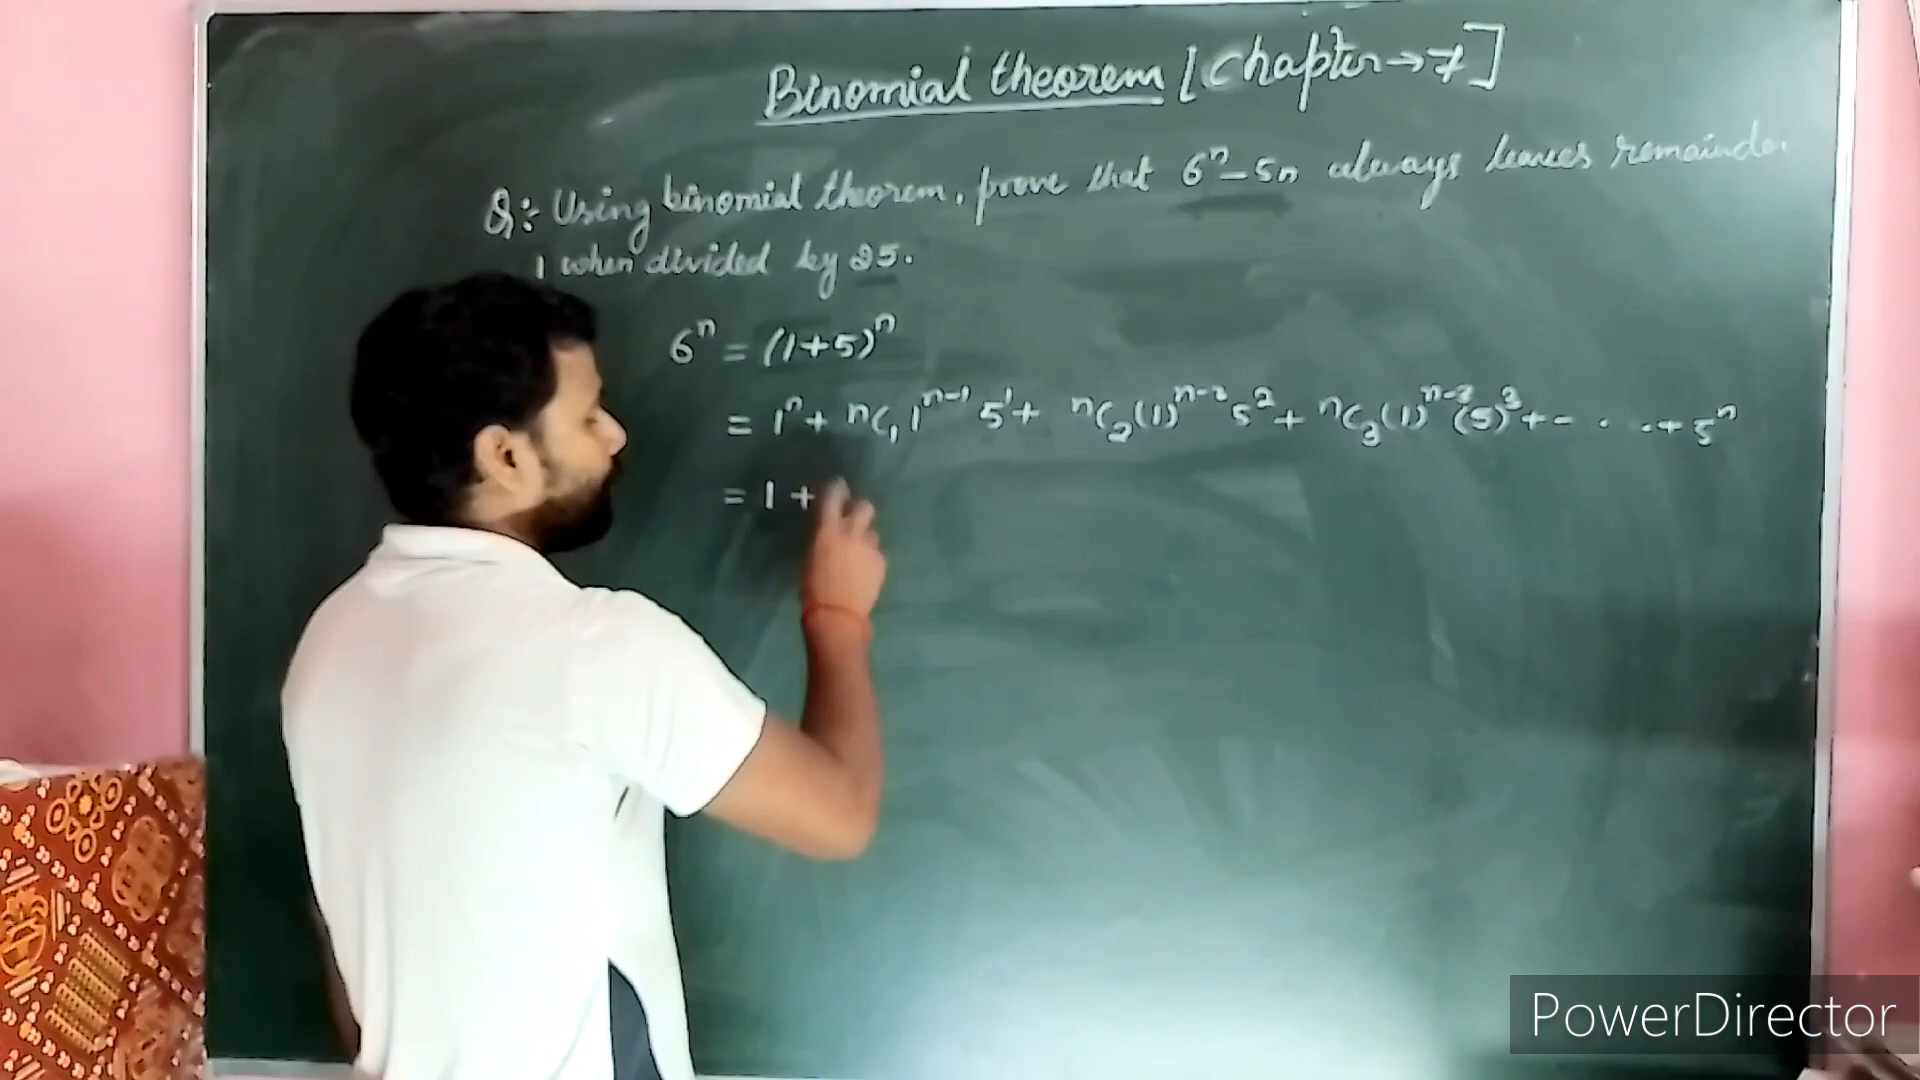 Binomial theorem [Chapter→7]
Q:- Using binomial theorem, prove that 6ⁿ-5n always leaves remainder
1 when divided by 25.
6ⁿ = (1+5)ⁿ
= 1ⁿ + ⁿC₁ 1ⁿ⁻¹ 5¹ + ⁿC₂(1)ⁿ⁻² 5² + ⁿC₃(1)ⁿ⁻³(5)³ + - . . . + 5ⁿ
= 1 +
PowerDirector